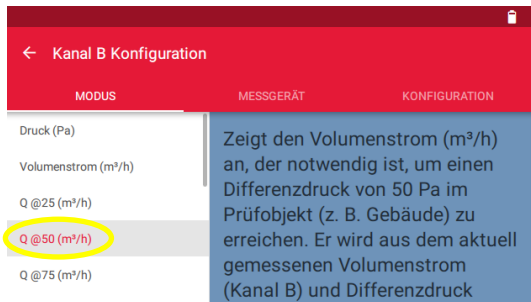 ← Kanal B Konfiguration
MODUS MESSGERÄT KONFIGURATION
Druck (Pa)
Volumenstrom (m³/h)
Q @25 (m³/h)
Q @50 (m³/h)
Q @75 (m³/h)
Zeigt den Volumenstrom (m³/h)
an, der notwendig ist, um einen
Differenzdruck von 50 Pa im
Prüfobjekt (z. B. Gebäude) zu
erreichen. Er wird aus dem aktuell
gemessenen Volumenstrom
(Kanal B) und Differenzdruck